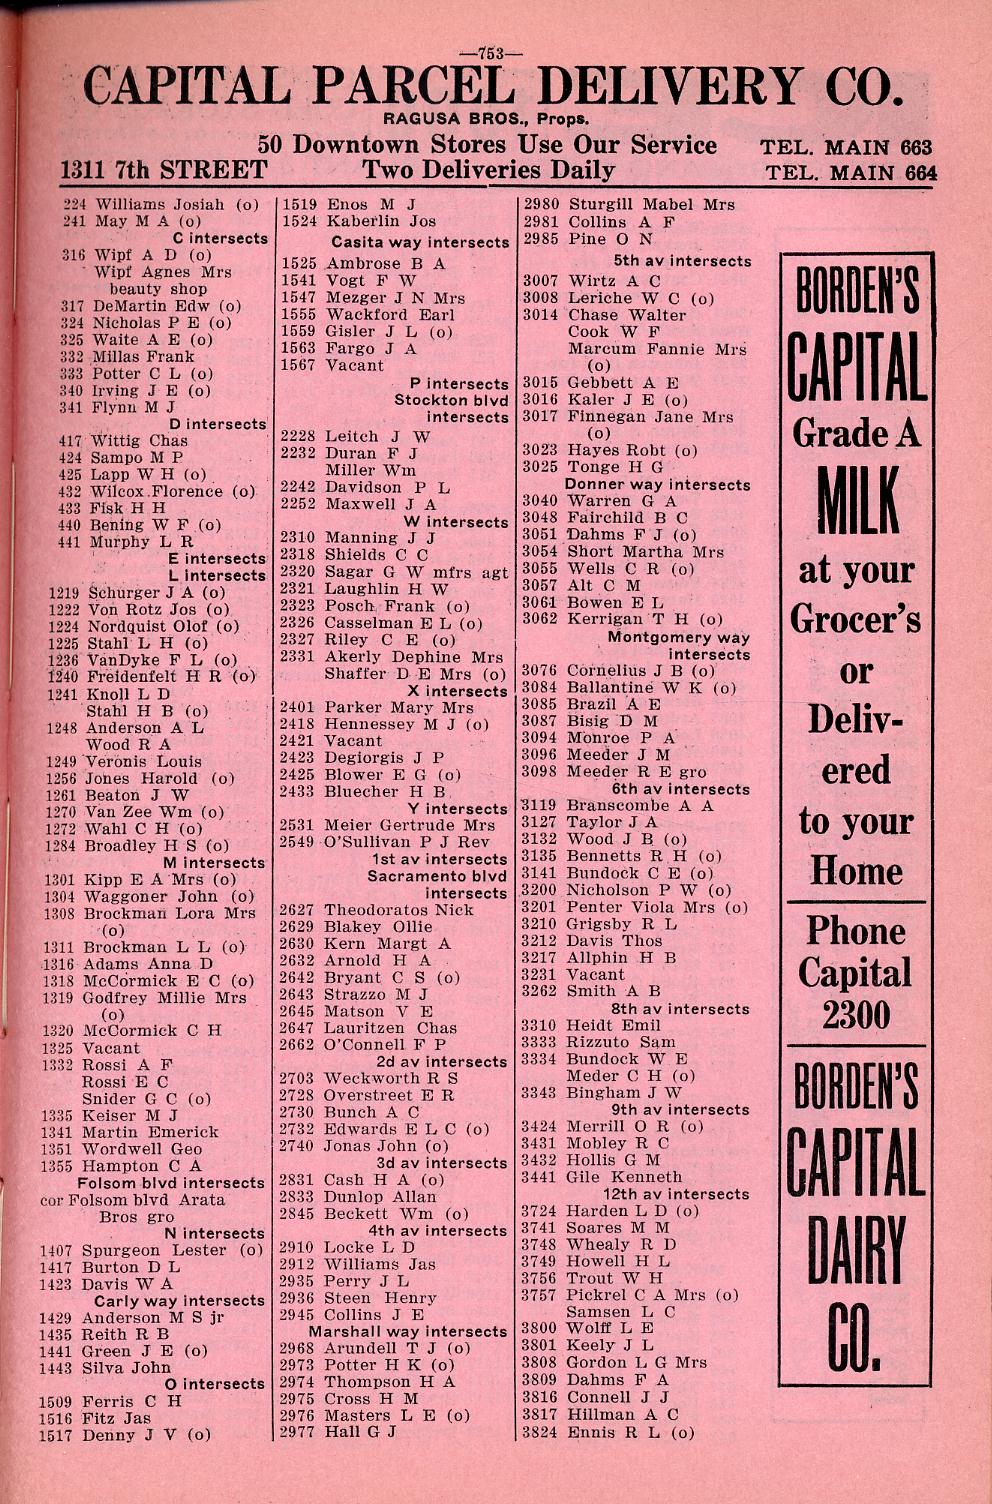 —753—
CAPITAL PARCEL DELIVERY CO.
RAGUSA BROS., Props.
50 Downtown Stores Use Our Service
TEL. MAIN 663
1311 7th STREET
Two Deliveries Daily
TEL. MAIN 664
224 Williams Josiah (o)
241 May M A (o)
C intersects
316 Wipf A D (o)
Wipf Agnes Mrs
beauty shop
317 DeMartin Edw (o)
324 Nicholas P E (o)
325 Waite A E (o)
332 Millas Frank
333 Potter C L (o)
340 Irving J E (o)
341 Flynn M J
D intersects
417 Wittig Chas
424 Sampo M P
425 Lapp W H (o)
432 Wilcox Florence (o)
433 Fisk H H
440 Bening W F (o)
441 Murphy L R
E intersects
L intersects
1219 Schurger J A (o)
1222 Von Rotz Jos (o)
1224 Nordquist Olof (o)
1225 Stahl L H (o)
1236 VanDyke F L (o)
1240 Freidenfelt H R (o)
1241 Knoll L D
Stahl H B (o)
1248 Anderson A L
Wood R A
1249 Veronis Louis
1256 Jones Harold (o)
1261 Beaton J W
1270 Van Zee Wm (o)
1272 Wahl C H (o)
1284 Broadley H S (o)
M intersects
1301 Kipp E A Mrs (o)
1304 Waggoner John (o)
1308 Brockman Lora Mrs
(o)
1311 Brockman L L (o)
1316 Adams Anna D
1318 McCormick E C (o)
1319 Godfrey Millie Mrs
(o)
1320 McCormick C H
1325 Vacant
1332 Rossi A F
Rossi E C
Snider G C (o)
1335 Keiser M J
1341 Martin Emerick
1351 Wordwell Geo
1355 Hampton C A
Folsom blvd intersects
cor Folsom blvd Arata
Bros gro
N intersects
1407 Spurgeon Lester (o)
1417 Burton D L
1423 Davis W A
Carly way intersects
1429 Anderson M S jr
1435 Reith R B
1441 Green J E (o)
1443 Silva John
O intersects
1509 Ferris C H
1516 Fitz Jas
1517 Denny J V (o)
1519 Enos M J
1524 Kaberlin Jos
Casita way intersects
1525 Ambrose B A
1541 Vogt F W
1547 Mezger J N Mrs
1555 Wackford Earl
1559 Gisler J L (o)
1563 Fargo J A
1567 Vacant
P intersects
Stockton blvd
intersects
2228 Leitch J W
2232 Duran F J
Miller Wm
2242 Davidson P L
2252 Maxwell J A
W intersects
2310 Manning J J
2318 Shields C C
2320 Sagar G W mfrs agt
2321 Laughlin H W
2323 Posch Frank (o)
2326 Casselman E L (o)
2327 Riley C E (o)
2331 Akerly Dephine Mrs
Shaffer D E Mrs (o)
X intersects
2401 Parker Mary Mrs
2418 Hennessey M J (o)
2421 Vacant
2423 Degiorgis J P
2425 Blower E G (o)
2433 Bluecher H B
Y intersects
2531 Meier Gertrude Mrs
2549 O'Sullivan P J Rev
1st av intersects
Sacramento blvd
intersects
2627 Theodoratos Nick
2629 Blakey Ollie
2630 Kern Margt A
2632 Arnold H A
2642 Bryant C S (o)
2643 Strazzo M J
2645 Matson V E
2647 Lauritzen Chas
2662 O'Connell F P
2d av intersects
2703 Weckworth R S
2728 Overstreet E R
2730 Bunch A C
2732 Edwards E L C (o)
2740 Jonas John (o)
3d av intersects
2831 Cash H A (o)
2833 Dunlop Allan
2845 Beckett Wm (o)
4th av intersects
2910 Locke L D
2912 Williams Jas
2935 Perry J L
2936 Steen Henry
2945 Collins J E
Marshall way intersects
2968 Arundell T J (o)
2973 Potter H K (o)
2974 Thompson H A
2975 Cross H M
2976 Masters L E (o)
2977 Hall G J
2980 Sturgill Mabel Mrs
2981 Collins A F
2985 Pine O N
5th av intersects
3007 Wirtz A C
3008 Leriche W C (o)
3014 Chase Walter
Cook W F
Marcum Fannie Mrs
(o)
3015 Gebbett A E
3016 Kaler J E (o)
3017 Finnegan Jane Mrs
(o)
3023 Hayes Robt (o)
3025 Tonge H G
Donner way intersects
3040 Warren G A
3048 Fairchild B C
3051 Dahms F J (o)
3054 Short Martha Mrs
3055 Wells C R (o)
3057 Alt C M
3061 Bowen E L
3062 Kerrigan T H (o)
Montgomery way
intersects
3076 Cornelius J B (o)
3084 Ballantine W K (o)
3085 Brazil A E
3087 Bisig D M
3094 Monroe P A
3096 Meeder J M
3098 Meeder R E gro
6th av intersects
3119 Branscombe A A
3127 Taylor J A
3132 Wood J B (o)
3135 Bennetts R H (o)
3141 Bundock C E (o)
3200 Nicholson P W (o)
3201 Penter Viola Mrs (o)
3210 Grigsby R L
3212 Davis Thos
3217 Allphin H B
3231 Vacant
3262 Smith A B
8th av intersects
3310 Heidt Emil
3333 Rizzuto Sam
3334 Bundock W E
Meder C H (o)
3343 Bingham J W
9th av intersects
3424 Merrill O R (o)
3431 Mobley R C
3432 Hollis G M
3441 Gile Kenneth
12th av intersects
3724 Harden L D (o)
3741 Soares M M
3748 Whealy R D
3749 Howell H L
3756 Trout W H
3757 Pickrel C A Mrs (o)
Samsen L C
3800 Wolff L E
3801 Keely J L
3808 Gordon L G Mrs
3809 Dahms F A
3816 Connell J J
3817 Hillman A C
3824 Ennis R L (o)
BORDEN'S
CAPITAL
Grade A
MILK
at your
Grocer's
or
Deliv-
ered
to your
Home
Phone
Capital
2300
BORDEN'S
CAPITAL
DAIRY
CO.